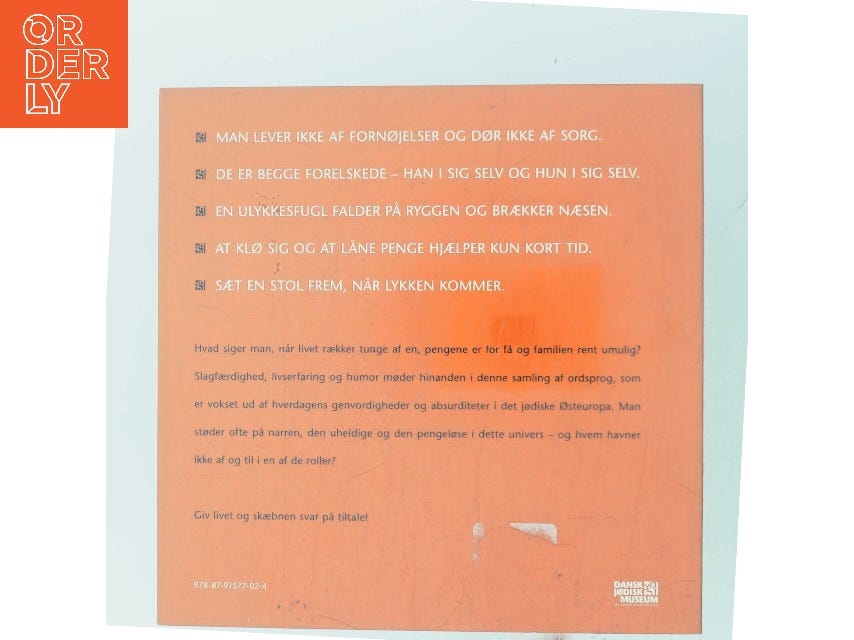 ORDERLY
MAN LEVER IKKE AF FORNØJELSER OG DØR IKKE AF SORG.
DE ER BEGGE FORELSKEDE – HAN I SIG SELV OG HUN I SIG SELV.
EN ULYKKESFUGL FALDER PÅ RYGGEN OG BRÆKKER NÆSEN.
AT KLØ SIG OG AT LÅNE PENGE HJÆLPER KUN KORT TID.
SÆT EN STOL FREM, NÅR LYKKEN KOMMER.
Hvad siger man, når livet rækker tunge af en, pengene er for få og familien rent umulig?
Slagfærdighed, livserfaring og humor møder hinanden i denne samling af ordsprog, som
er vokset ud af hverdagens genvordigheder og absurditeter i det jødiske Østeuropa. Man
støder ofte på narren, den uheldige og den pengeløse i dette univers – og hvem havner
ikke af og til i en af de roller?
Giv livet og skæbnen svar på tiltale!
978-87-91577-02-4
DANSK
JØDISK
MUSEUM